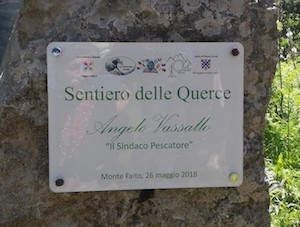 Sentiero delle Querce
Angelo Vassallo
"Il Sindaco Pescatore"
Monte Faito, 26 maggio 2018